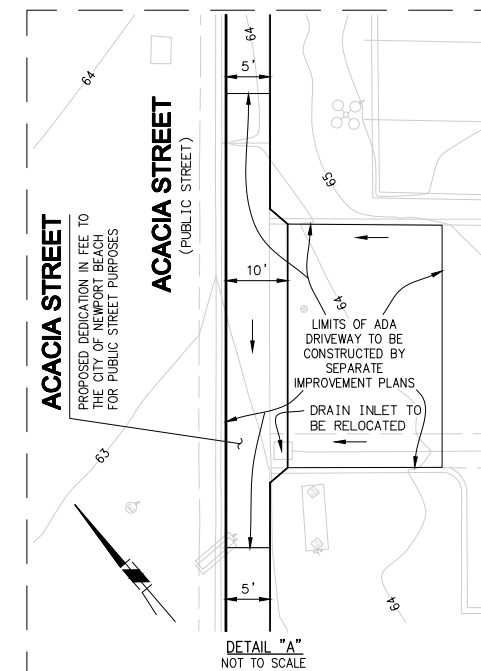 64
5'
64
65
ACACIA STREET
(PUBLIC STREET)
ACACIA STREET
PROPOSED DEDICATION IN FEE TO
THE CITY OF NEWPORT BEACH
FOR PUBLIC STREET PURPOSES
10'
64
LIMITS OF ADA
DRIVEWAY TO BE
CONSTRUCTED BY
SEPARATE
IMPROVEMENT PLANS
DRAIN INLET TO
BE RELOCATED
63
5'
64
DETAIL "A"
NOT TO SCALE